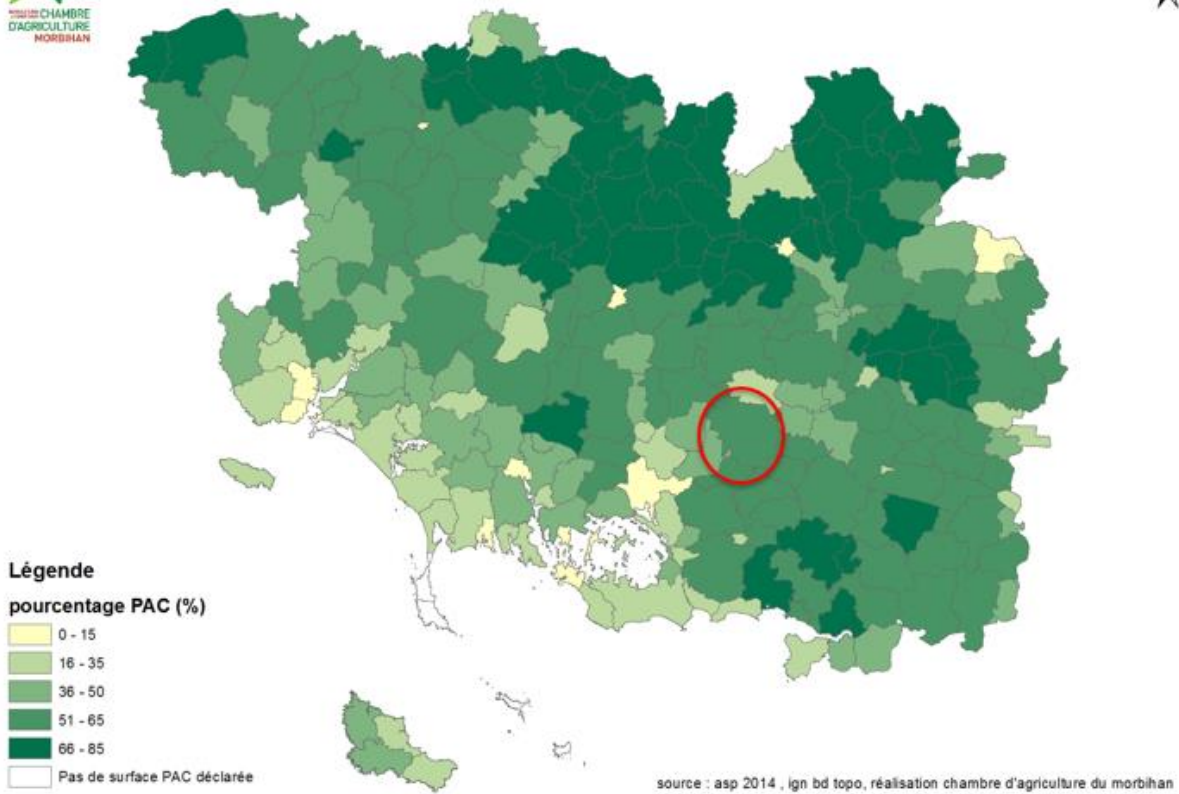 CHAMBRE
D'AGRICULTURE
MORBIHAN
Légende
pourcentage PAC (%)
0 - 15
16 - 35
36 - 50
51 - 65
66 - 85
Pas de surface PAC déclarée
source : asp 2014 , ign bd topo, réalisation chambre d'agriculture du morbihan